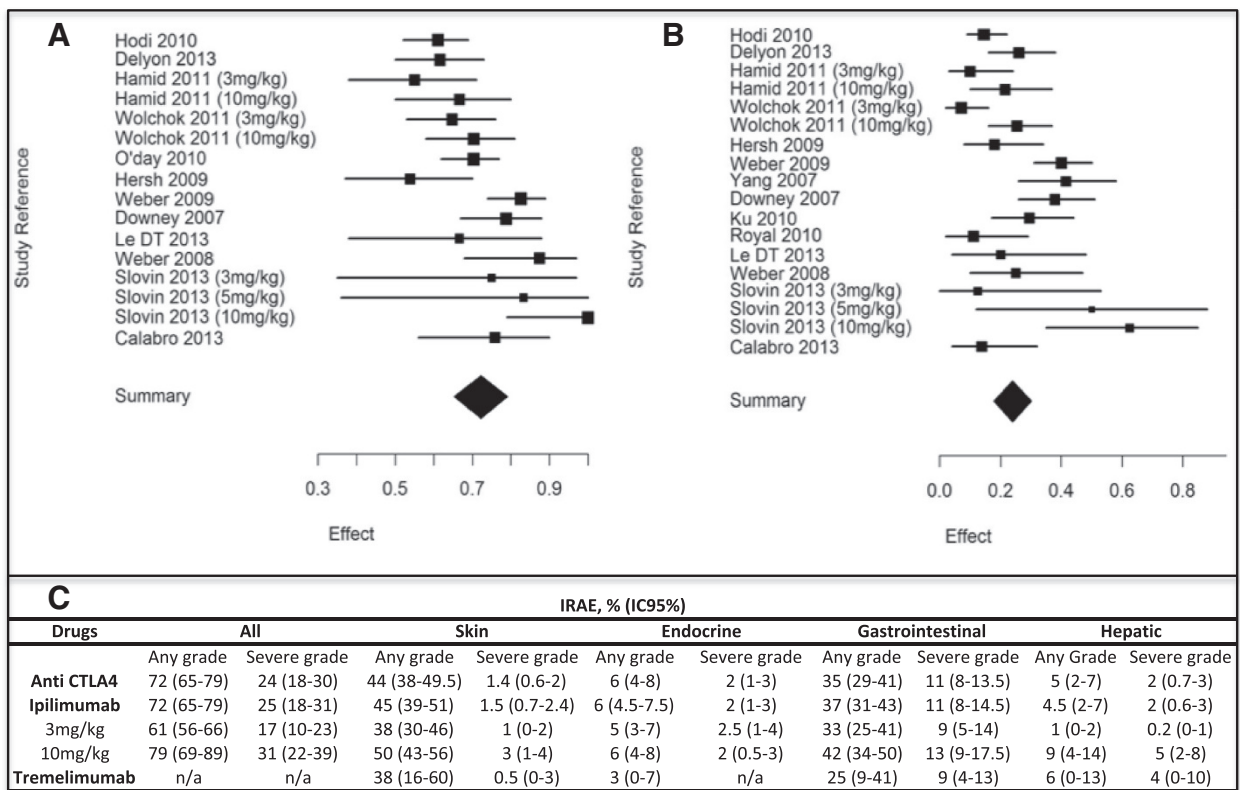 A
Study Reference
Hodi 2010
Delyon 2013
Hamid 2011 (3mg/kg)
Hamid 2011 (10mg/kg)
Wolchok 2011 (3mg/kg)
Wolchok 2011 (10mg/kg)
O'day 2010
Hersh 2009
Weber 2009
Downey 2007
Le DT 2013
Weber 2008
Slovin 2013 (3mg/kg)
Slovin 2013 (5mg/kg)
Slovin 2013 (10mg/kg)
Calabro 2013
Summary
0.3 0.5 0.7 0.9
Effect
B
Study Reference
Hodi 2010
Delyon 2013
Hamid 2011 (3mg/kg)
Hamid 2011 (10mg/kg)
Wolchok 2011 (3mg/kg)
Wolchok 2011 (10mg/kg)
Hersh 2009
Weber 2009
Yang 2007
Downey 2007
Ku 2010
Royal 2010
Le DT 2013
Weber 2008
Slovin 2013 (3mg/kg)
Slovin 2013 (5mg/kg)
Slovin 2013 (10mg/kg)
Calabro 2013
Summary
0.0 0.2 0.4 0.6 0.8
Effect
C
IRAE, % (IC95%)
Drugs All Skin Endocrine Gastrointestinal Hepatic
Any grade Severe grade Any grade Severe grade Any grade Severe grade Any grade Severe grade Any Grade Severe grade
Anti CTLA4 72 (65-79) 24 (18-30) 44 (38-49.5) 1.4 (0.6-2) 6 (4-8) 2 (1-3) 35 (29-41) 11 (8-13.5) 5 (2-7) 2 (0.7-3)
Ipilimumab 72 (65-79) 25 (18-31) 45 (39-51) 1.5 (0.7-2.4) 6 (4.5-7.5) 2 (1-3) 37 (31-43) 11 (8-14.5) 4.5 (2-7) 2 (0.6-3)
3mg/kg 61 (56-66) 17 (10-23) 38 (30-46) 1 (0-2) 5 (3-7) 2.5 (1-4) 33 (25-41) 9 (5-14) 1 (0-2) 0.2 (0-1)
10mg/kg 79 (69-89) 31 (22-39) 50 (43-56) 3 (1-4) 6 (4-8) 2 (0.5-3) 42 (34-50) 13 (9-17.5) 9 (4-14) 5 (2-8)
Tremelimumab n/a n/a 38 (16-60) 0.5 (0-3) 3 (0-7) n/a 25 (9-41) 9 (4-13) 6 (0-13) 4 (0-10)